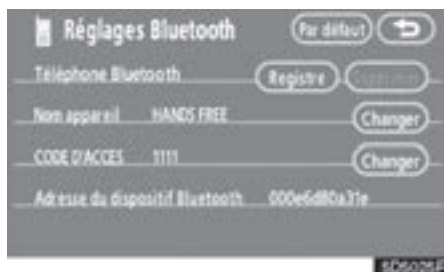 Réglages Bluetooth Par défaut
Téléphone Bluetooth Registre Supprimer
Nom appareil HANDS FREE Changer
CODE D'ACCES 1111 Changer
Adresse du dispositif Bluetooth 000e6d80a31e